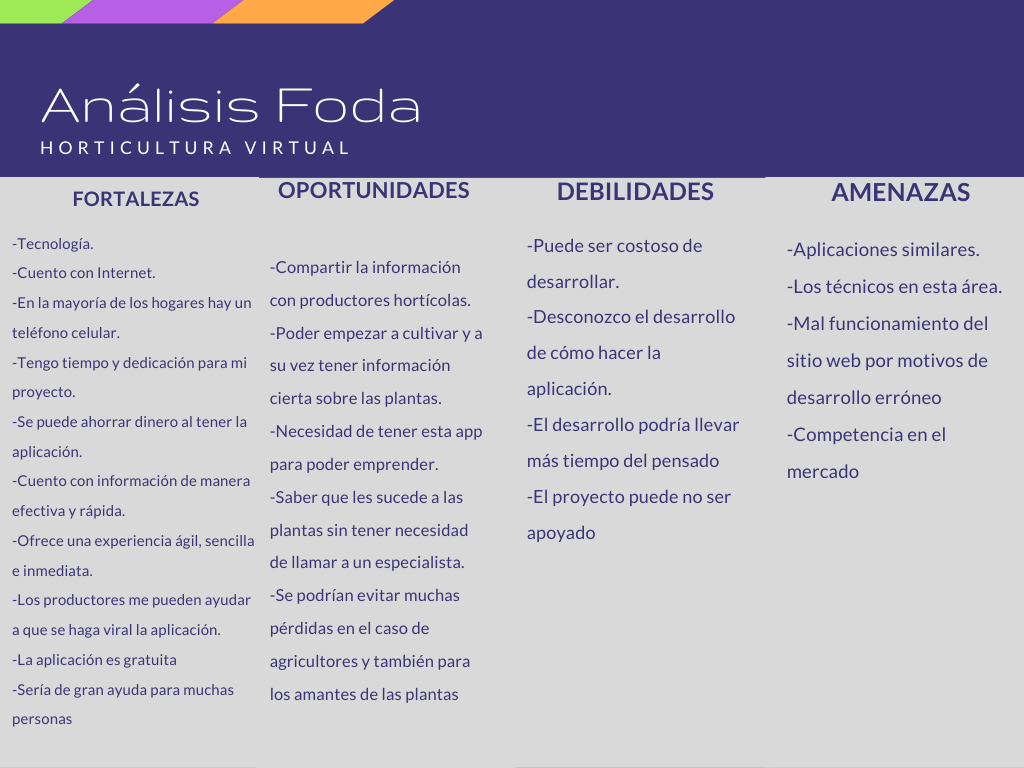 Análisis Foda
HORTICULTURA VIRTUAL
FORTALEZAS
-Tecnología.
-Cuento con Internet.
-En la mayoría de los hogares hay un
teléfono celular.
-Tengo tiempo y dedicación para mi
proyecto.
-Se puede ahorrar dinero al tener la
aplicación.
-Cuento con información de manera
efectiva y rápida.
-Ofrece una experiencia ágil, sencilla
e inmediata.
-Los productores me pueden ayudar
a que se haga viral la aplicación.
-La aplicación es gratuita
-Sería de gran ayuda para muchas
personas
OPORTUNIDADES
-Compartir la información
con productores hortícolas.
-Poder empezar a cultivar y a
su vez tener información
cierta sobre las plantas.
-Necesidad de tener esta app
para poder emprender.
-Saber que les sucede a las
plantas sin tener necesidad
de llamar a un especialista.
-Se podrían evitar muchas
pérdidas en el caso de
agricultores y también para
los amantes de las plantas
DEBILIDADES
-Puede ser costoso de
desarrollar.
-Desconozco el desarrollo
de cómo hacer la
aplicación.
-El desarrollo podría llevar
más tiempo del pensado
-El proyecto puede no ser
apoyado
AMENAZAS
-Aplicaciones similares.
-Los técnicos en esta área.
-Mal funcionamiento del
sitio web por motivos de
desarrollo erróneo
-Competencia en el
mercado